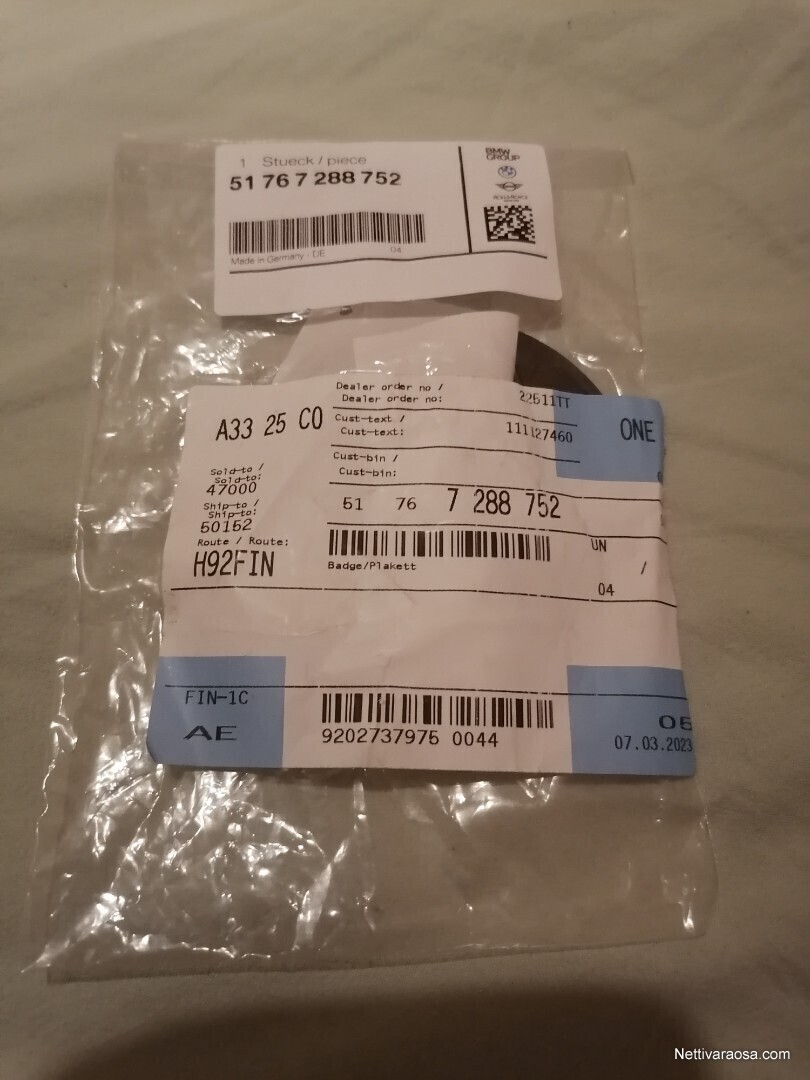 1 Stueck / piece
51 76 7 288 752
BMW
GROUP
Made in Germany - DE
04
Dealer order no /
Dealer order no:
22611TT
A33 25 C0
Cust-text /
Cust-text:
111127460
ONE
Cust-bin /
Cust-bin:
Sold-to /
Sold-to:
47000
Ship-to /
Ship-to:
50152
51 76 7 288 752
Route / Route:
H92FIN
Badge/Plakett
UN
/
04
FIN-1C
AE
9202737975 0044
07.03.2023
Nettivaraosa.com